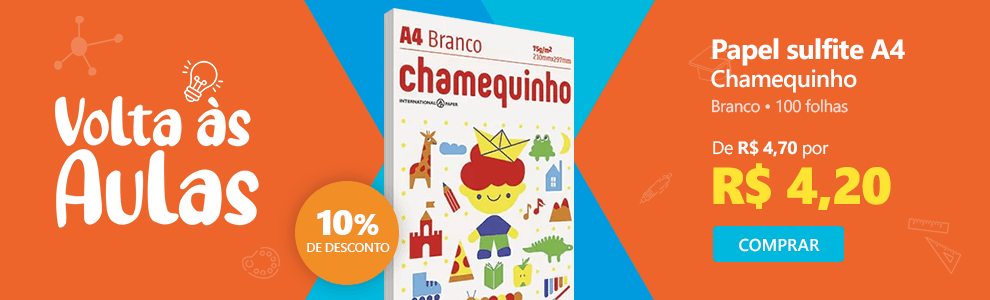 Volta às
Aulas
10%
DE DESCONTO
A4 Branco
75g/m²
210mmx297mm
chamequinho
INTERNATIONAL PAPER
Papel sulfite A4
Chamequinho
Branco • 100 folhas
De R$ 4,70 por
R$ 4,20
COMPRAR